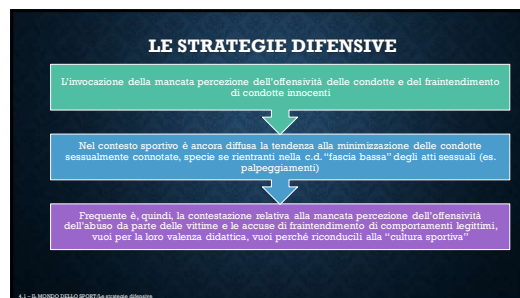 LE STRATEGIE DIFENSIVE
L'invocazione della mancata percezione dell'offensività delle condotte e del fraintendimento
di condotte innocenti
Nel contesto sportivo è ancora diffusa la tendenza alla minimizzazione delle condotte
sessualmente connotate, specie se rientranti nella c.d. “fascia bassa” degli atti sessuali (es.
palpeggiamenti)
Frequente è, quindi, la contestazione relativa alla mancata percezione dell'offensività
dell'abuso da parte delle vittime e le accuse di fraintendimento di comportamenti legittimi,
vuoi per la loro valenza didattica, vuoi perché riconducili alla “cultura sportiva”
4.1 – IL MONDO DELLO SPORT/Le strategie difensive